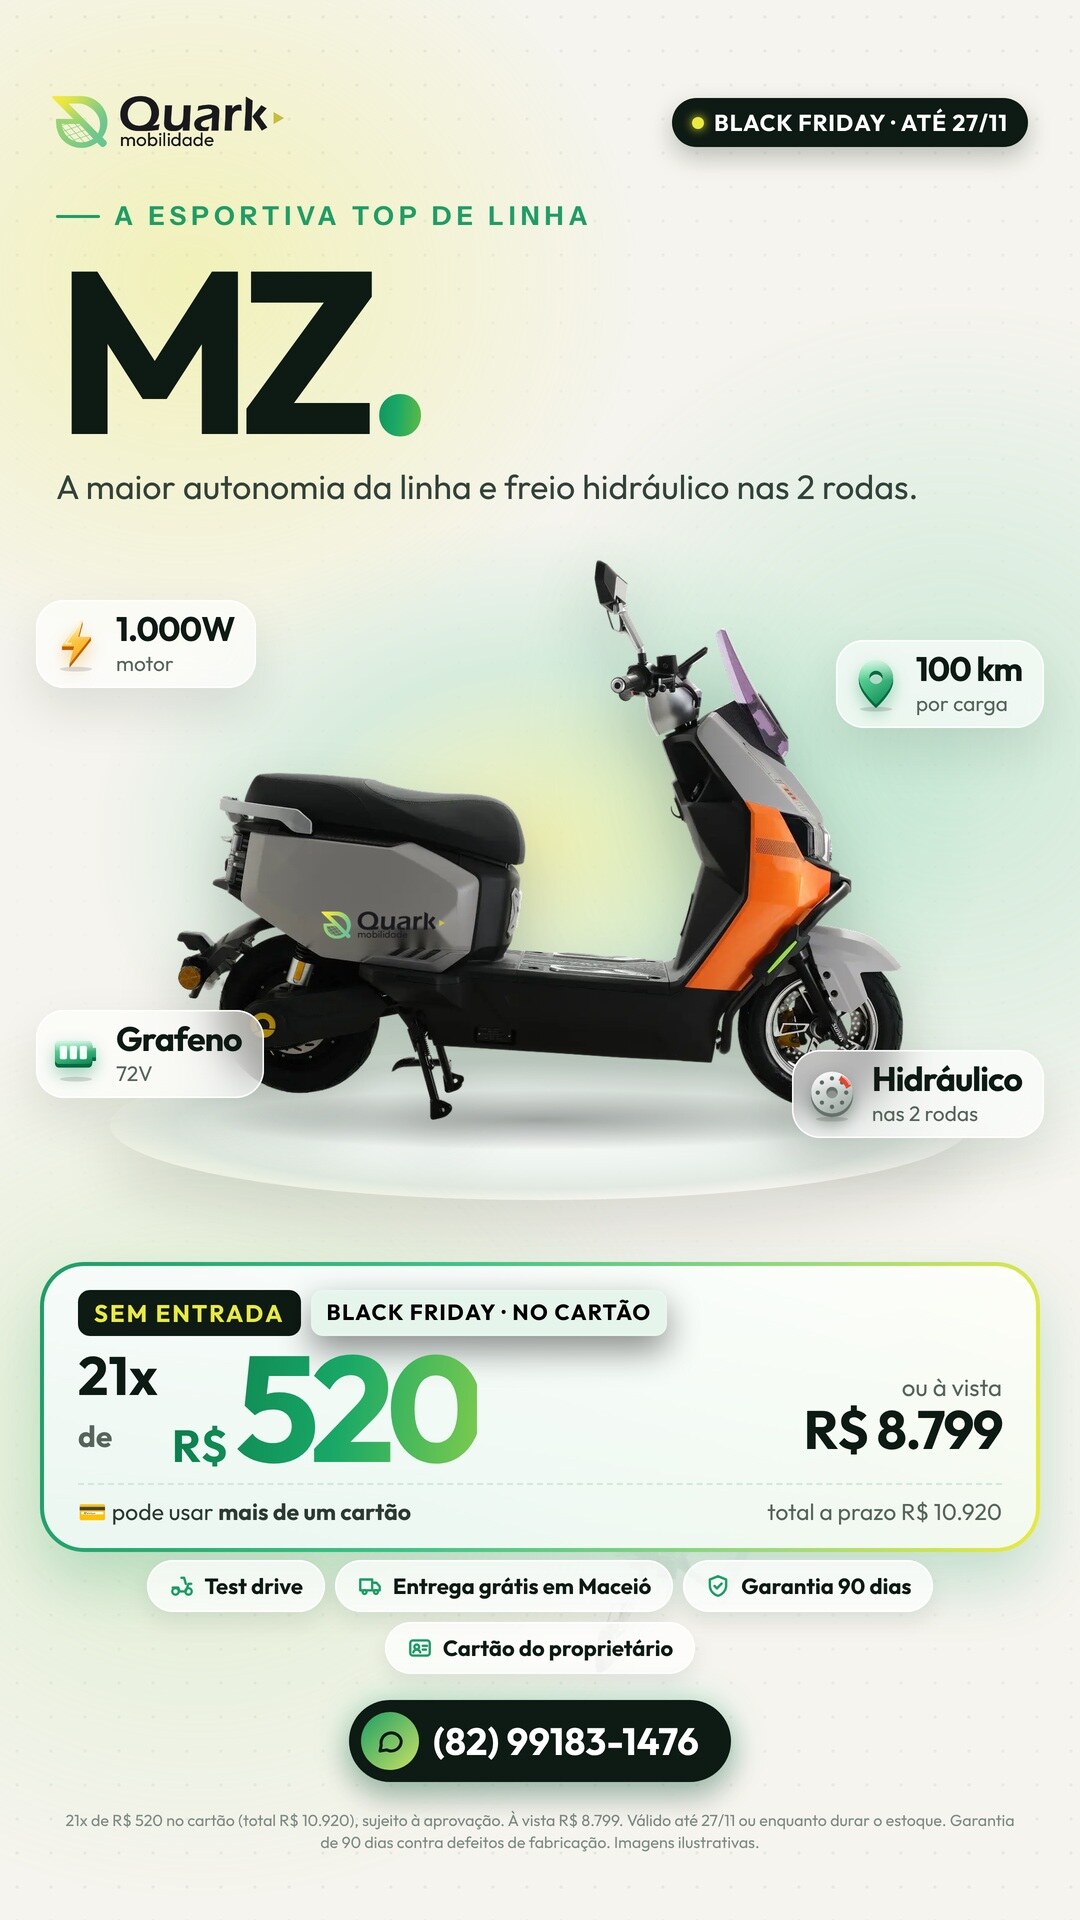 Quark
mobilidade
BLACK FRIDAY · ATÉ 27/11
A ESPORTIVA TOP DE LINHA
MZ.
A maior autonomia da linha e freio hidráulico nas 2 rodas.
1.000W
motor
100 km
por carga
Quark
mobilidade
Grafeno
72V
Hidráulico
nas 2 rodas
SEM ENTRADA
BLACK FRIDAY · NO CARTÃO
21x
de
R$ 520
ou à vista
R$ 8.799
pode usar mais de um cartão
total a prazo R$ 10.920
Test drive
Entrega grátis em Maceió
Garantia 90 dias
Cartão do proprietário
(82) 99183-1476
21x de R$ 520 no cartão (total R$ 10.920), sujeito à aprovação. À vista R$ 8.799. Válido até 27/11 ou enquanto durar o estoque. Garantia
de 90 dias contra defeitos de fabricação. Imagens ilustrativas.